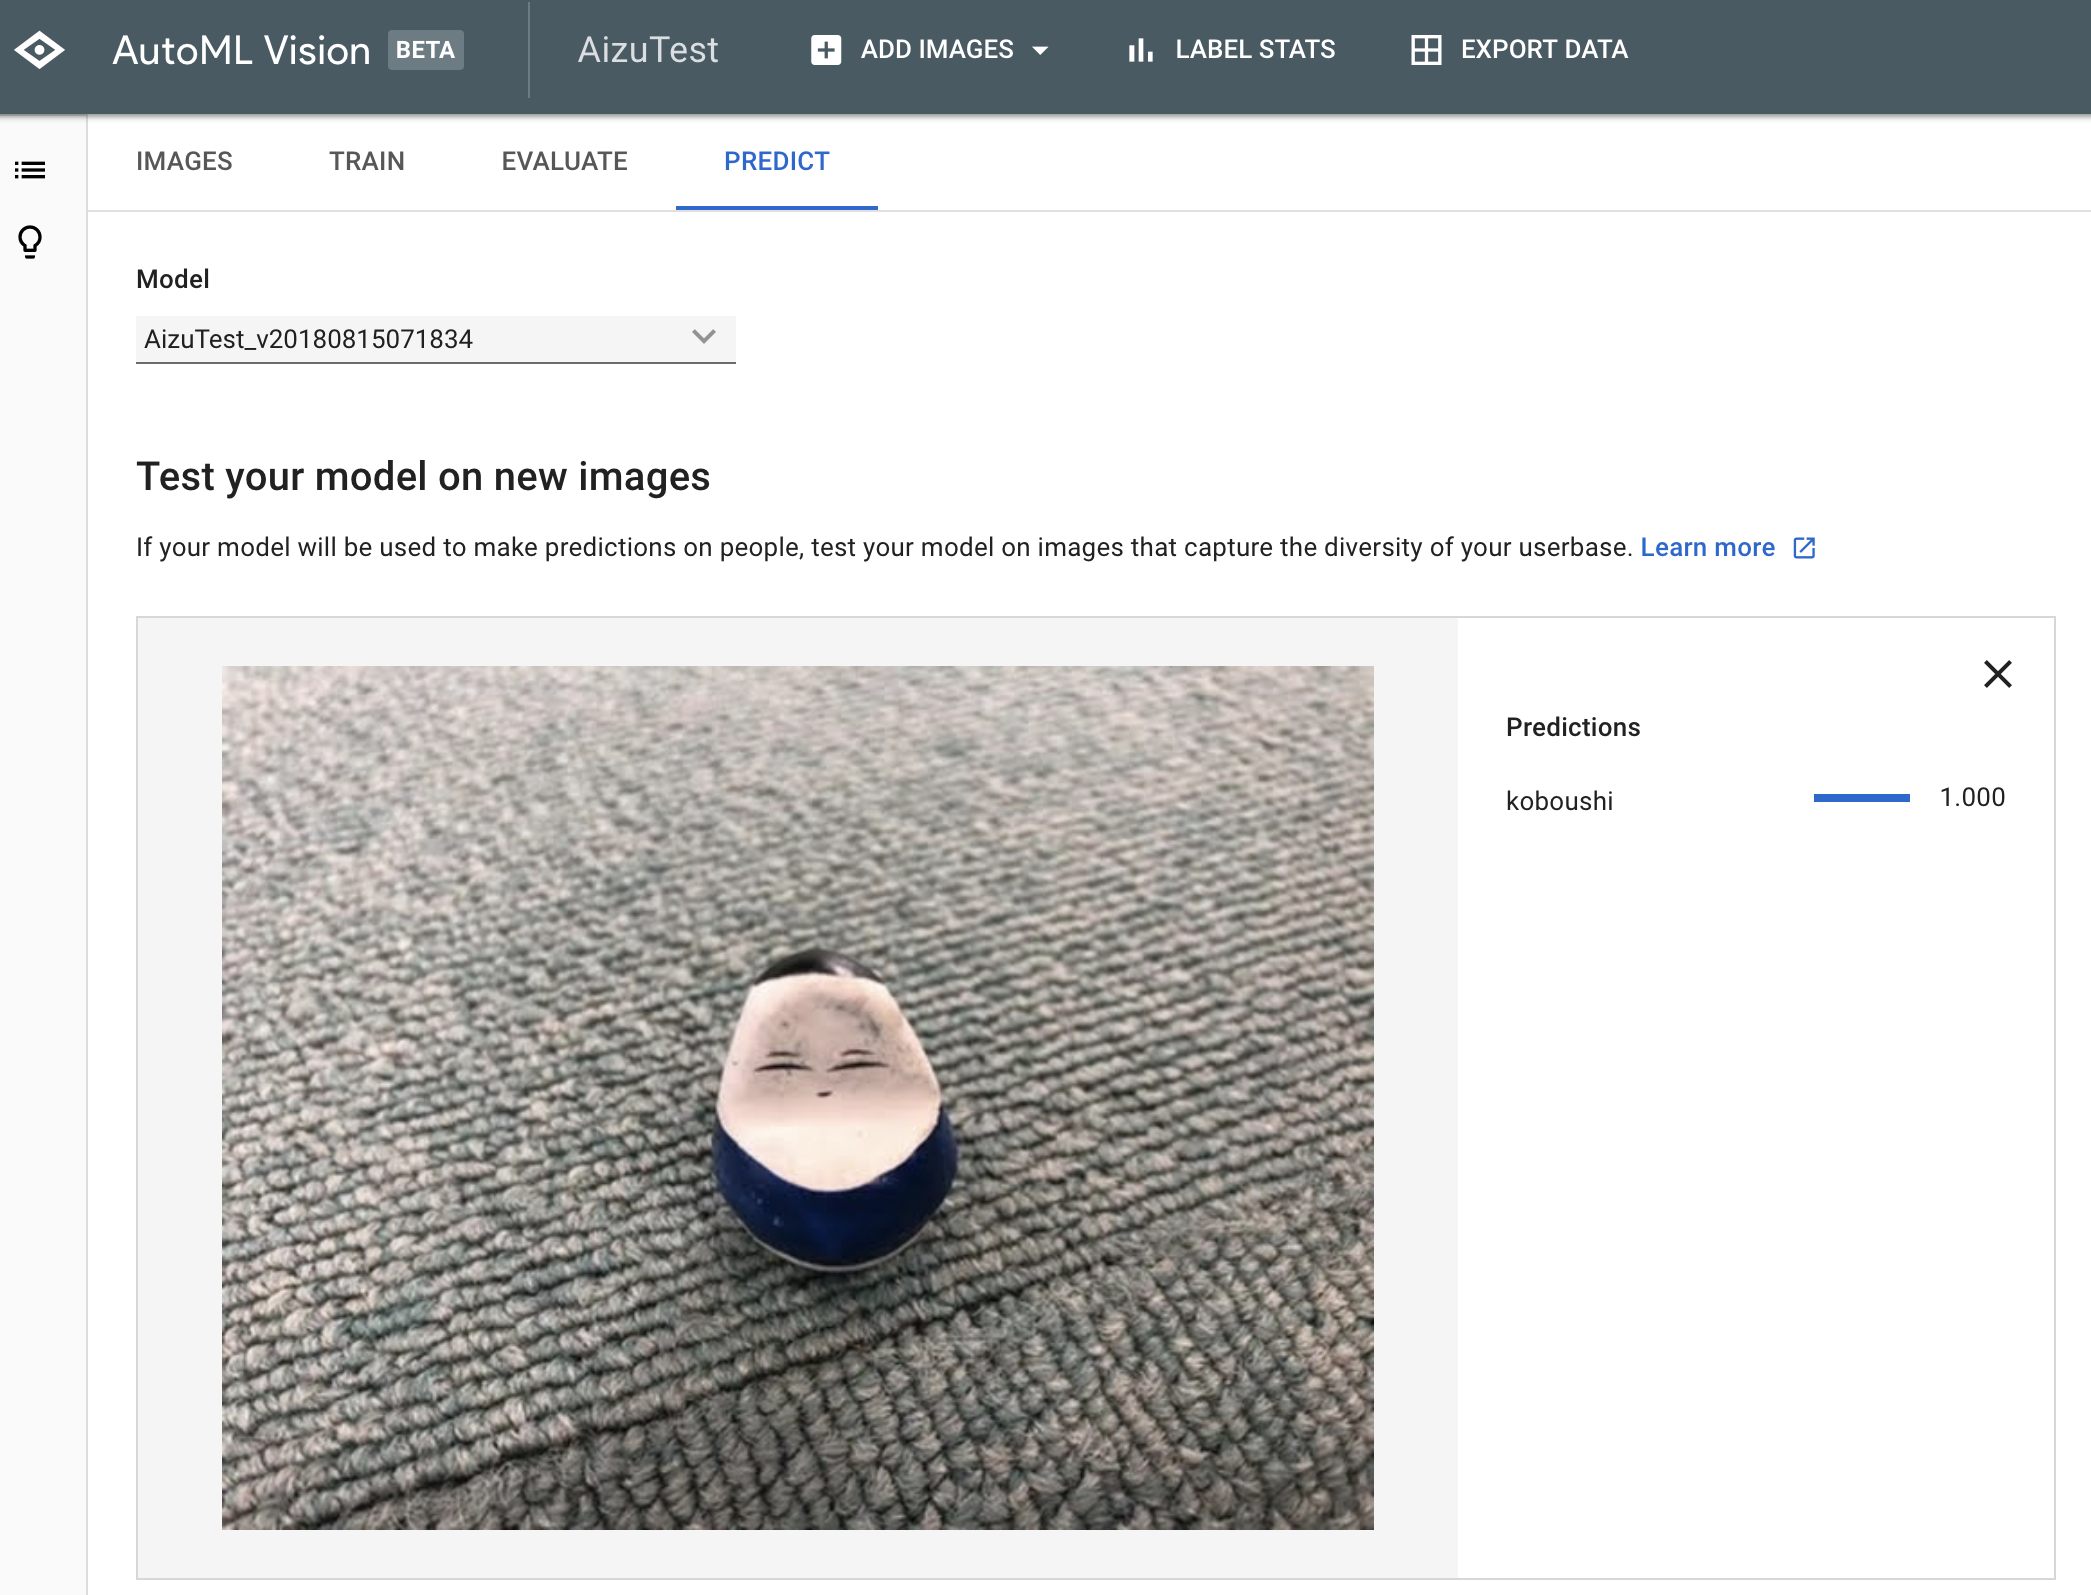 AutoML Vision BETA AizuTest ADD IMAGES LABEL STATS EXPORT DATA
IMAGES TRAIN EVALUATE PREDICT
Model
AizuTest_v20180815071834
Test your model on new images
If your model will be used to make predictions on people, test your model on images that capture the diversity of your userbase. Learn more
Predictions
koboushi 1.000